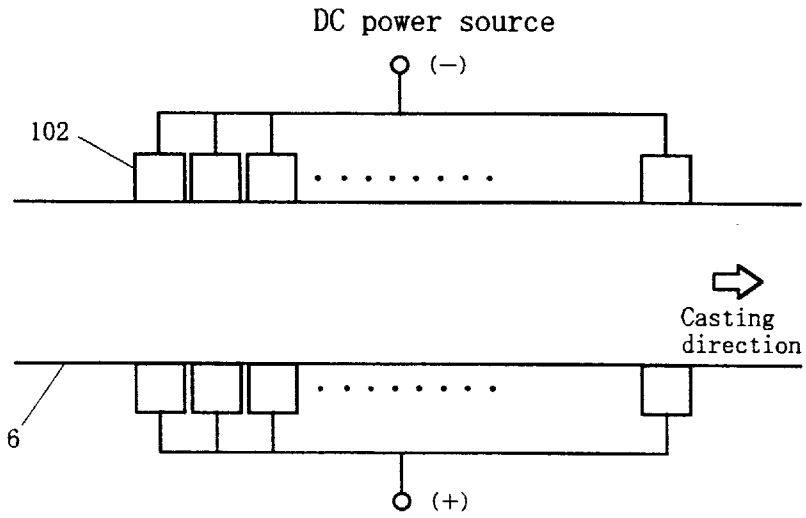 DC power source
(−)
102
Casting
direction
6
(+)